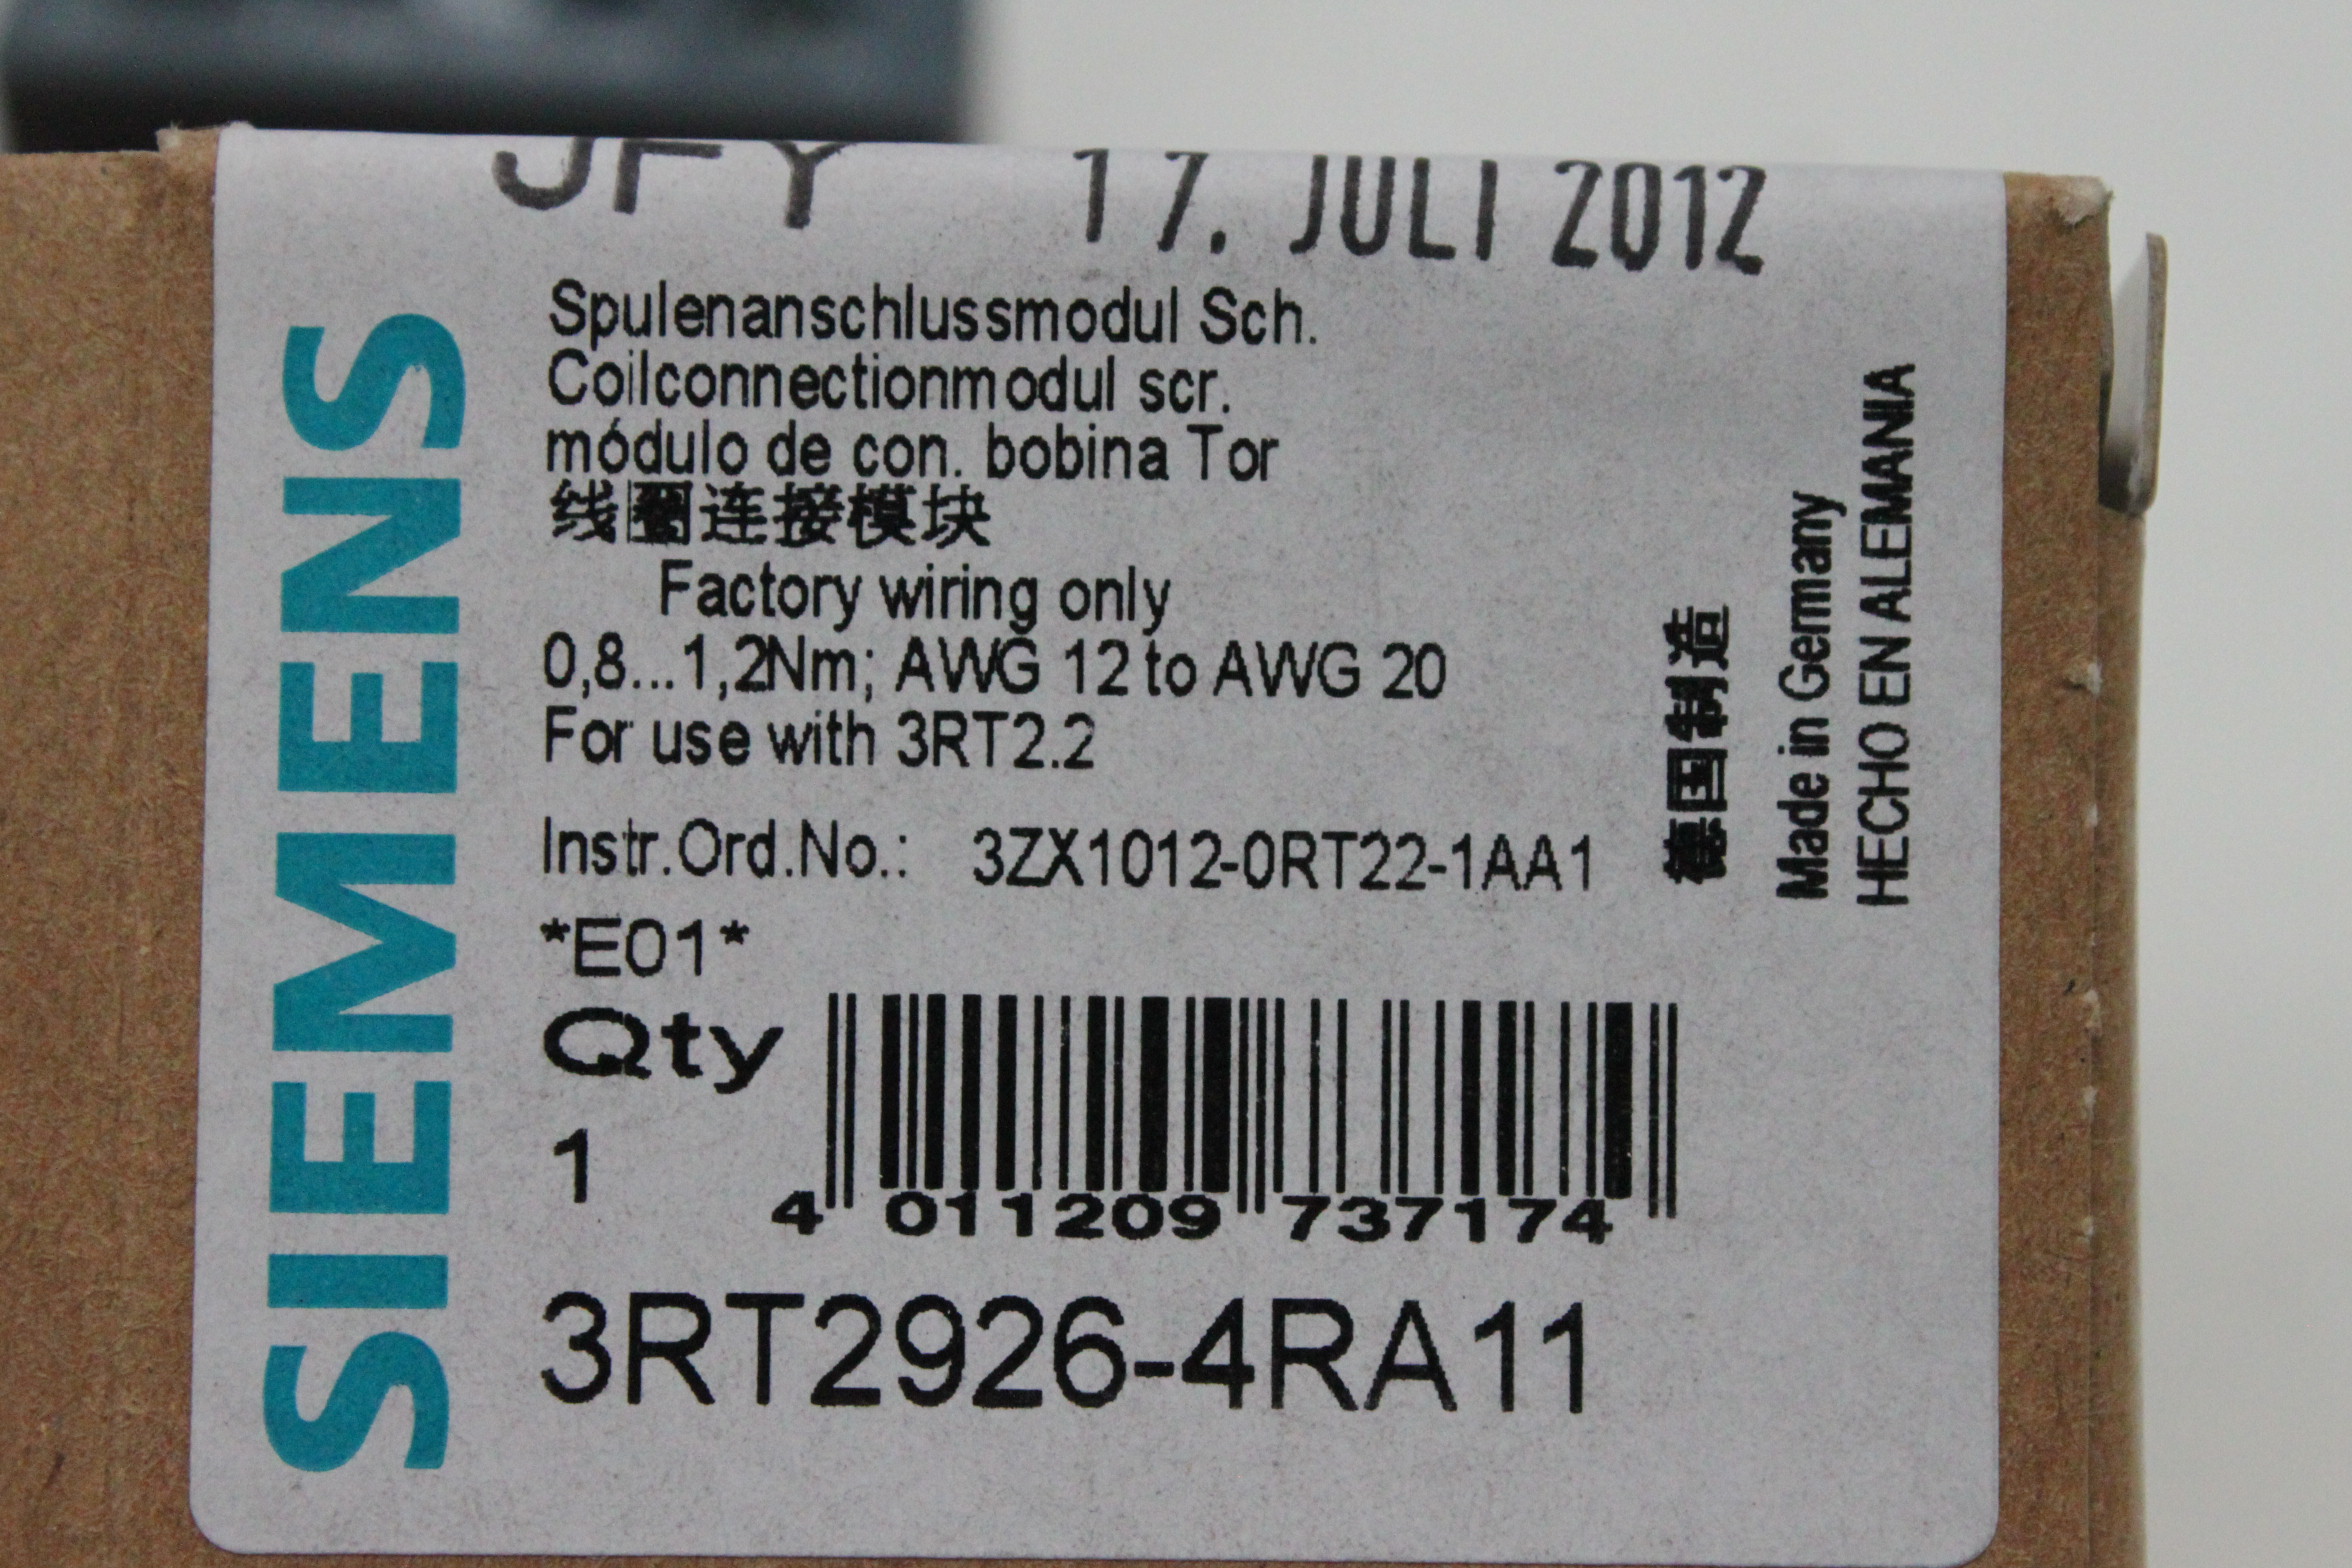 JFY 17. JULI 2012
SIEMENS
Spulenanschlussmodul Sch.
Coilconnectionmodul scr.
módulo de con. bobina Tor
线圈连接模块
Factory wiring only
0,8...1,2Nm; AWG 12 to AWG 20
For use with 3RT2.2
Instr.Ord.No.: 3ZX1012-0RT22-1AA1
*E01*
Qty
1
4 011209 737174
3RT2926-4RA11
德国制造
Made in Germany
HECHO EN ALEMANIA